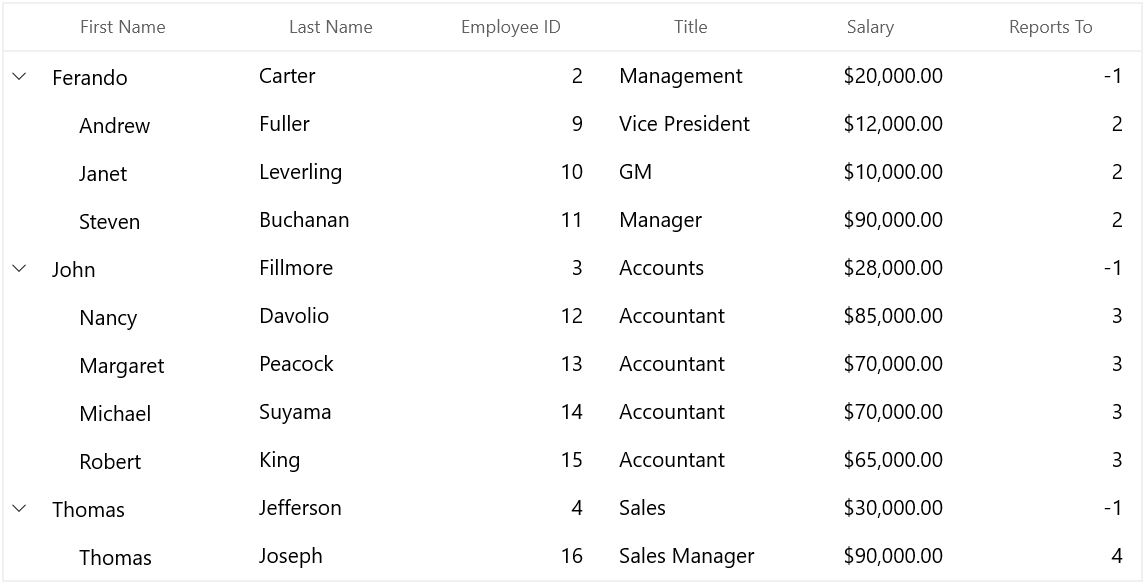 First Name Last Name Employee ID Title Salary Reports To
Ferando Carter 2 Management $20,000.00 -1
Andrew Fuller 9 Vice President $12,000.00 2
Janet Leverling 10 GM $10,000.00 2
Steven Buchanan 11 Manager $90,000.00 2
John Fillmore 3 Accounts $28,000.00 -1
Nancy Davolio 12 Accountant $85,000.00 3
Margaret Peacock 13 Accountant $70,000.00 3
Michael Suyama 14 Accountant $70,000.00 3
Robert King 15 Accountant $65,000.00 3
Thomas Jefferson 4 Sales $30,000.00 -1
Thomas Joseph 16 Sales Manager $90,000.00 4